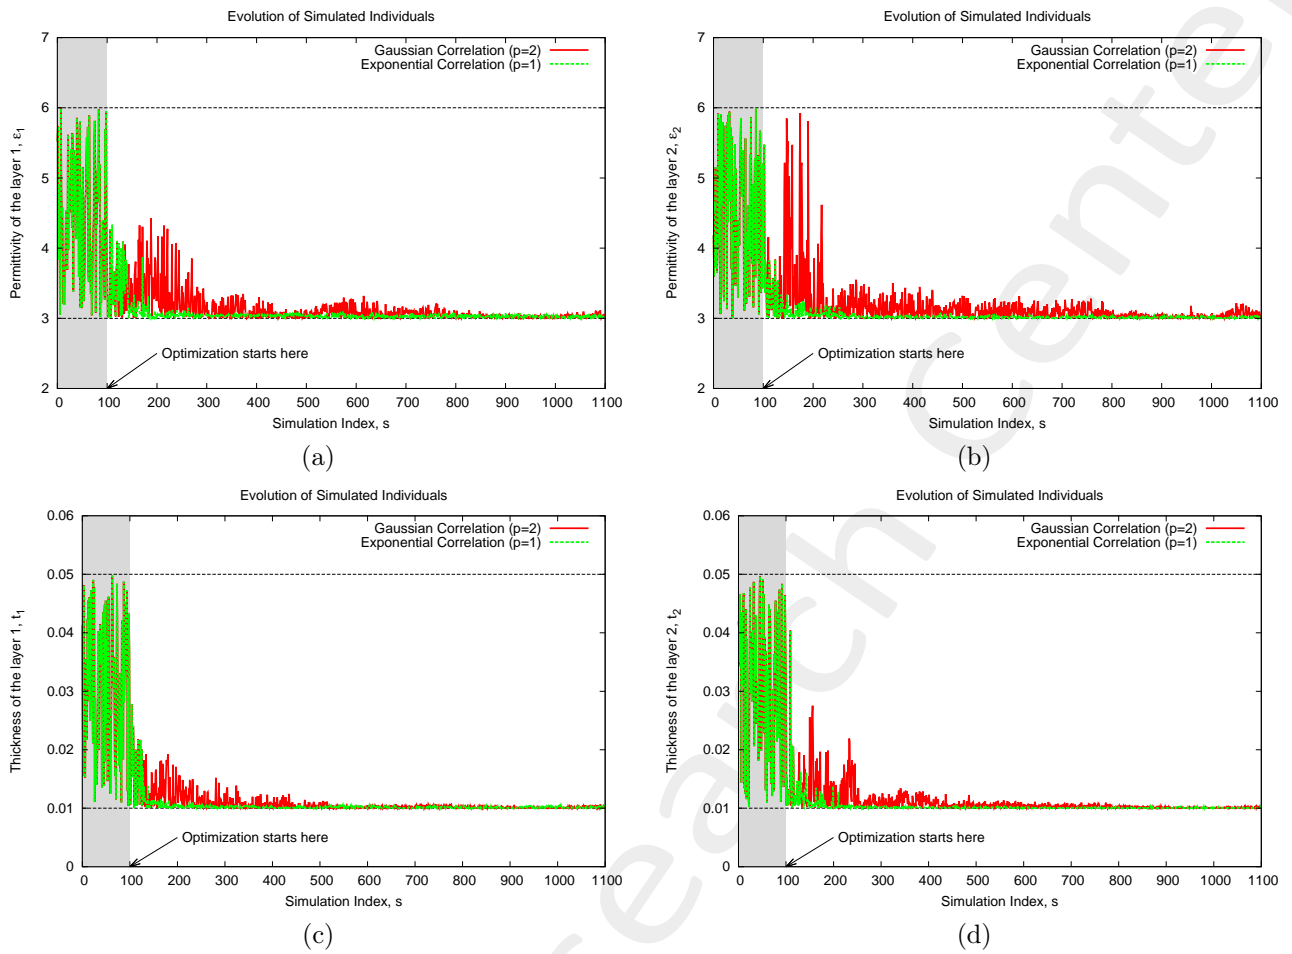 Evolution of Simulated Individuals
7
6
5
4
3
2
Permittivity of the layer 1, ε₁
Gaussian Correlation (p=2)
Exponential Correlation (p=1)
Optimization starts here
0 100 200 300 400 500 600 700 800 900 1000 1100
Simulation Index, s
(a)
Evolution of Simulated Individuals
7
6
5
4
3
2
Permittivity of the layer 2, ε₂
Gaussian Correlation (p=2)
Exponential Correlation (p=1)
Optimization starts here
0 100 200 300 400 500 600 700 800 900 1000 1100
Simulation Index, s
(b)
Evolution of Simulated Individuals
0.06
0.05
0.04
0.03
0.02
0.01
0
Thickness of the layer 1, t₁
Gaussian Correlation (p=2)
Exponential Correlation (p=1)
Optimization starts here
0 100 200 300 400 500 600 700 800 900 1000 1100
Simulation Index, s
(c)
Evolution of Simulated Individuals
0.06
0.05
0.04
0.03
0.02
0.01
0
Thickness of the layer 2, t₂
Gaussian Correlation (p=2)
Exponential Correlation (p=1)
Optimization starts here
0 100 200 300 400 500 600 700 800 900 1000 1100
Simulation Index, s
(d)